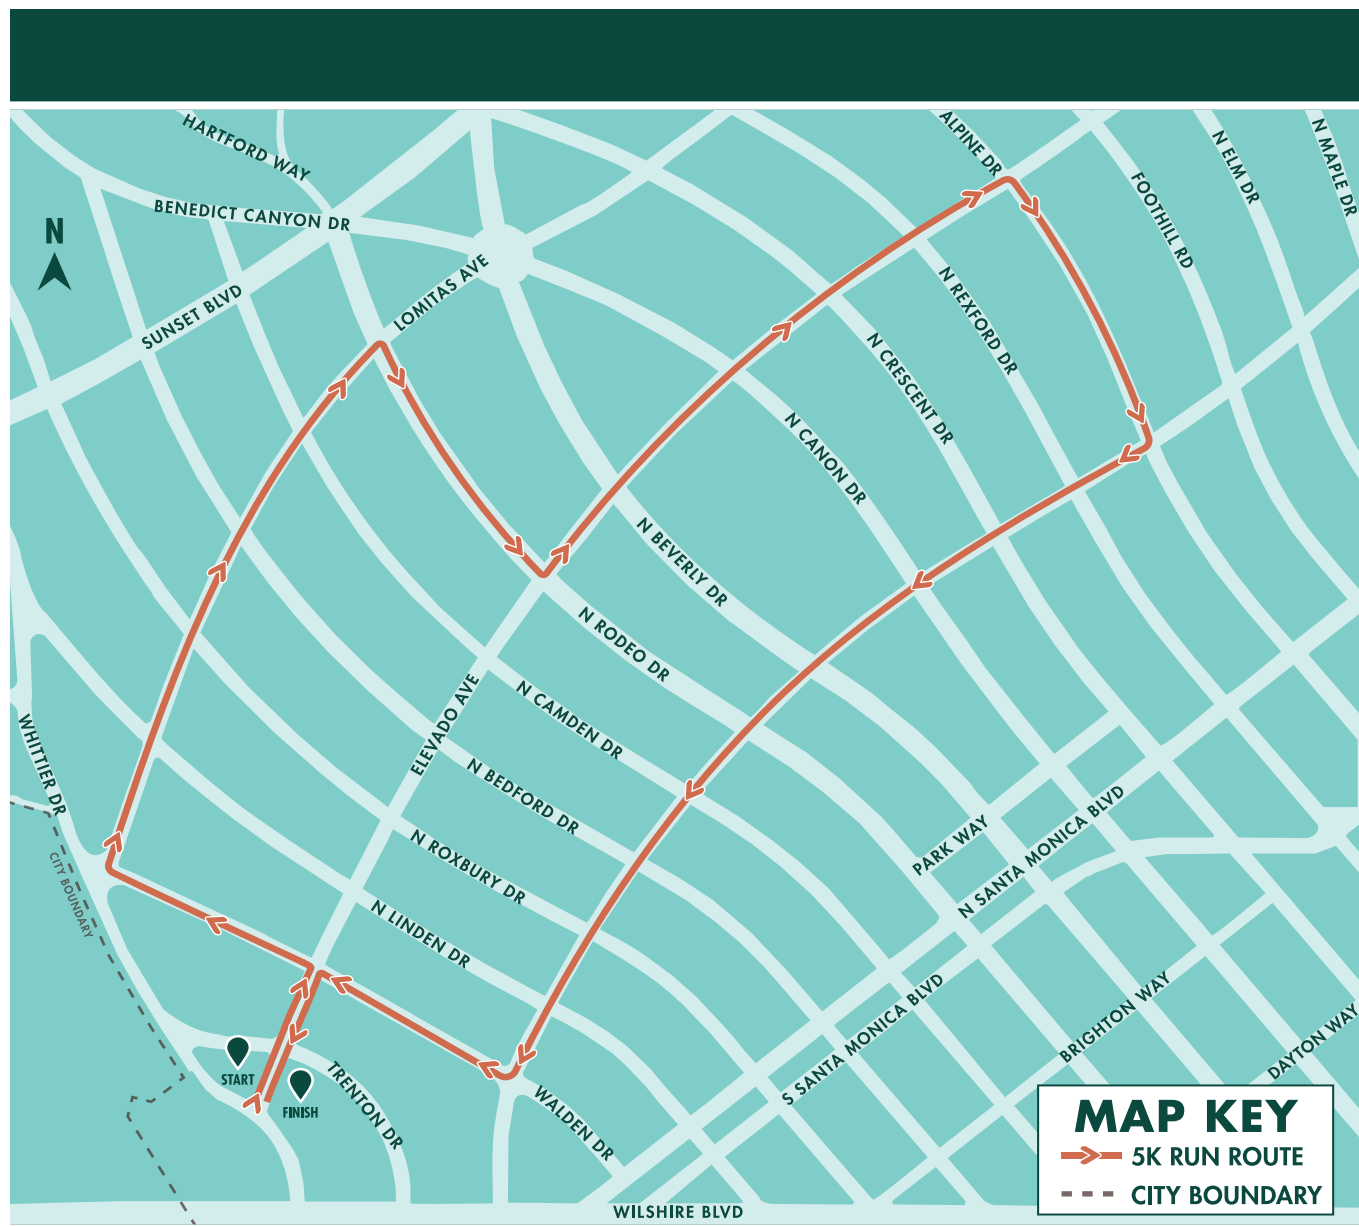 HARTFORD WAY
ALPINE DR
N ELM DR
N MAPLE DR
FOOTHILL RD
BENEDICT CANYON DR
N
SUNSET BLVD
LOMITAS AVE
N REXFORD DR
N CRESCENT DR
N CANON DR
N BEVERLY DR
N RODEO DR
ELEVADO AVE
N CAMDEN DR
WHITTIER DR
N BEDFORD DR
N ROXBURY DR
PARK WAY
N SANTA MONICA BLVD
CITY BOUNDARY
N LINDEN DR
S SANTA MONICA BLVD
BRIGHTON WAY
DAYTON WAY
START
FINISH
TRENTON DR
WALDEN DR
WILSHIRE BLVD
MAP KEY
5K RUN ROUTE
CITY BOUNDARY